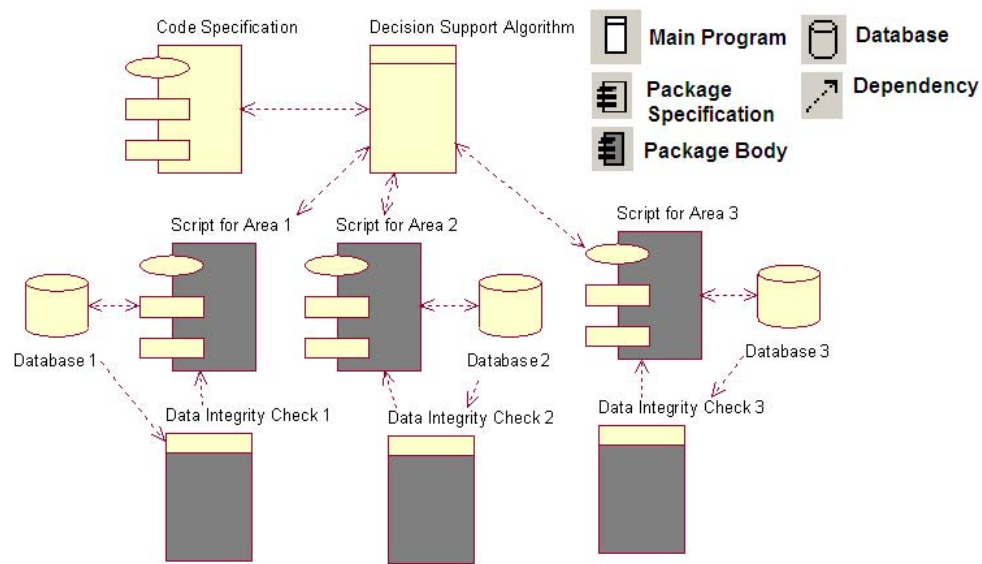 Code Specification
Decision Support Algorithm
Main Program
Database
Package
Specification
Dependency
Package Body
Script for Area 1
Script for Area 2
Script for Area 3
Database 1
Database 2
Database 3
Data Integrity Check 1
Data Integrity Check 2
Data Integrity Check 3